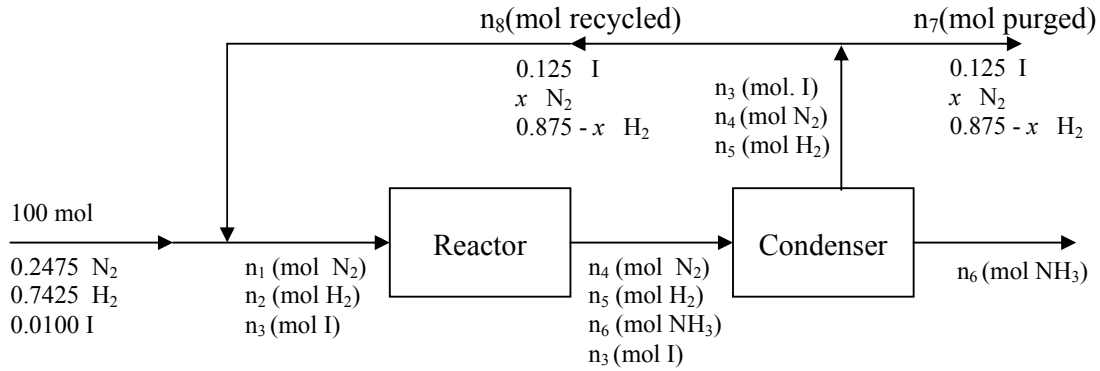 n₈(mol recycled)
n₇(mol purged)
0.125 I
x N₂
0.875 - x H₂
n₃ (mol. I)
n₄ (mol N₂)
n₅ (mol H₂)
0.125 I
x N₂
0.875 - x H₂
100 mol
Reactor
Condenser
0.2475 N₂
0.7425 H₂
0.0100 I
n₁ (mol N₂)
n₂ (mol H₂)
n₃ (mol I)
n₄ (mol N₂)
n₅ (mol H₂)
n₆ (mol NH₃)
n₃ (mol I)
n₆ (mol NH₃)